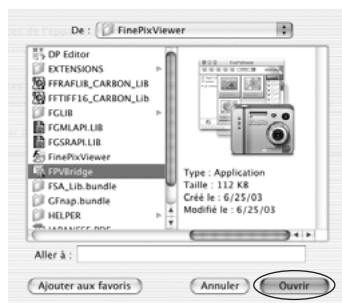 De : FinePixViewer
DP Editor
EXTENSIONS
FFRAFLIB_CARBON_LIB
FFTIFF16_CARBON_Lib
FGLIB
FGMLAPI.LIB
FGSRAPI.LIB
FinePixViewer
FPVBridge
FSA_Lib.bundle
GFnap.bundle
HELPER
Type : Application
Taille : 112 KB
Créé le : 6/25/03
Modifié le : 6/25/03
Aller à :
Ajouter aux favoris
Annuler
Ouvrir